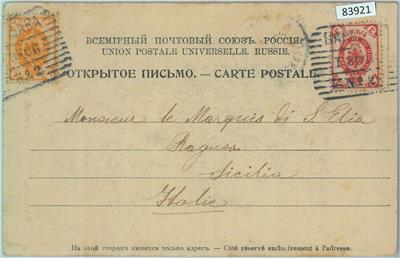 83921
ВСЕМІРНЫЙ ПОЧТОВЫЙ СОЮЗЪ. РОССІЯ.
UNION POSTALE UNIVERSELLE. RUSSIE.
ОТКРЫТОЕ ПИСЬМО. — CARTE POSTALE.
Monsieur le Marquis di S. Elia
Ragusa
Sicilia
Italie
На этой сторонѣ пишется только адресъ. — Côté réservé exclusivement à l'adresse.